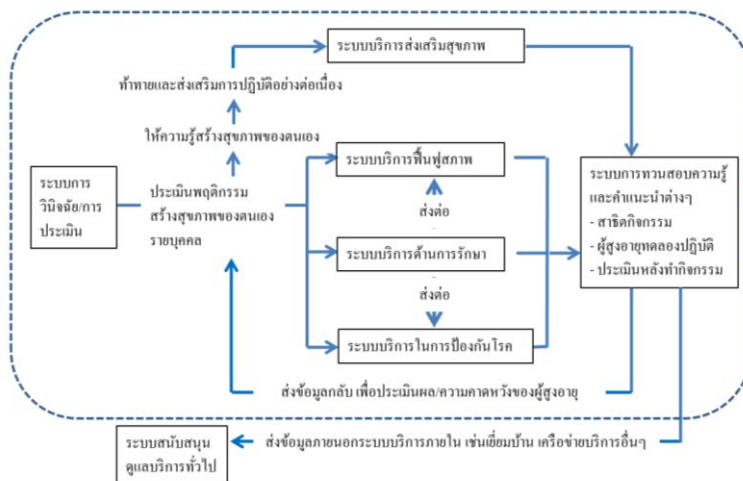 ระบบบริการส่งเสริมสุขภาพ
ท้าทายและส่งเสริมการปฏิบัติอย่างต่อเนื่อง
ให้ความรู้สร้างสุขภาพของตนเอง
ระบบการ
วินิจฉัย/การ
ประเมิน
ประเมินพฤติกรรม
สร้างสุขภาพของตนเอง
รายบุคคล
ระบบบริการฟื้นฟูสภาพ
ส่งต่อ
ระบบบริการด้านการรักษา
ส่งต่อ
ระบบบริการในการป้องกันโรค
ระบบการทวนสอบความรู้
และคำแนะนำต่างๆ
- สาธิตกิจกรรม
- ผู้สูงอายุทดลองปฏิบัติ
- ประเมินหลังทำกิจกรรม
ส่งข้อมูลกลับ เพื่อประเมินผล/ความคาดหวังของผู้สูงอายุ
ระบบสนับสนุน
ดูแลบริการทั่วไป
ส่งข้อมูลภายนอกระบบบริการภายใน เช่นเยี่ยมบ้าน เครือข่ายบริการอื่นๆ